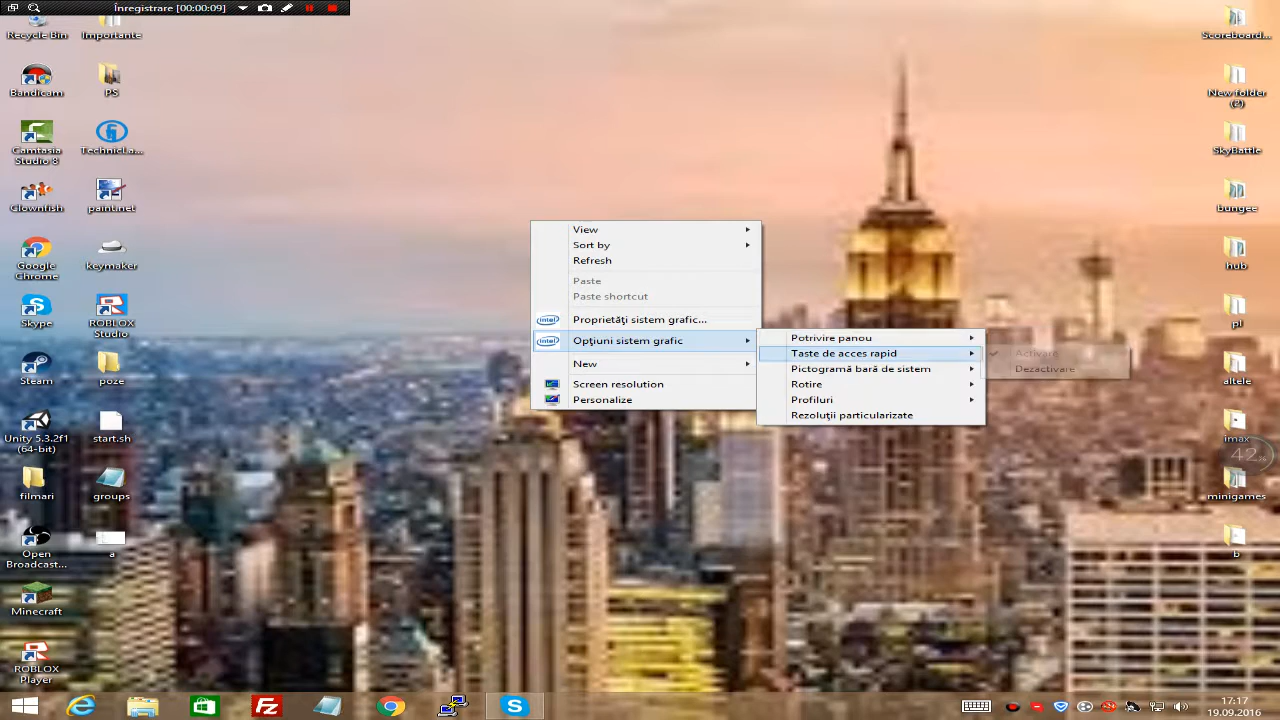 Înregistrare [00:00:09]
Recycle Bin
Importante
Bandicam
PS
Camtasia
Studio 8
TechnicLa...
Clownfish
paint.net
Google
Chrome
keymaker
Skype
ROBLOX
Studio
Steam
poze
Unity 5.3.2f1
(64-bit)
start.sh
filmari
groups
Open
Broadcast...
a
Minecraft
ROBLOX
Player
View
Sort by
Refresh
Paste
Paste shortcut
intel
Proprietăţi sistem grafic...
intel
Opţiuni sistem grafic
New
Screen resolution
Personalize
Potrivire panou
Taste de acces rapid
Pictogramă bară de sistem
Rotire
Profiluri
Rezoluţii particularizate
Activare
Dezactivare
Scoreboard...
New folder
(2)
SkyBattle
bungee
hub
pl
altele
imax
42%
minigames
b
17:17
19.09.2016